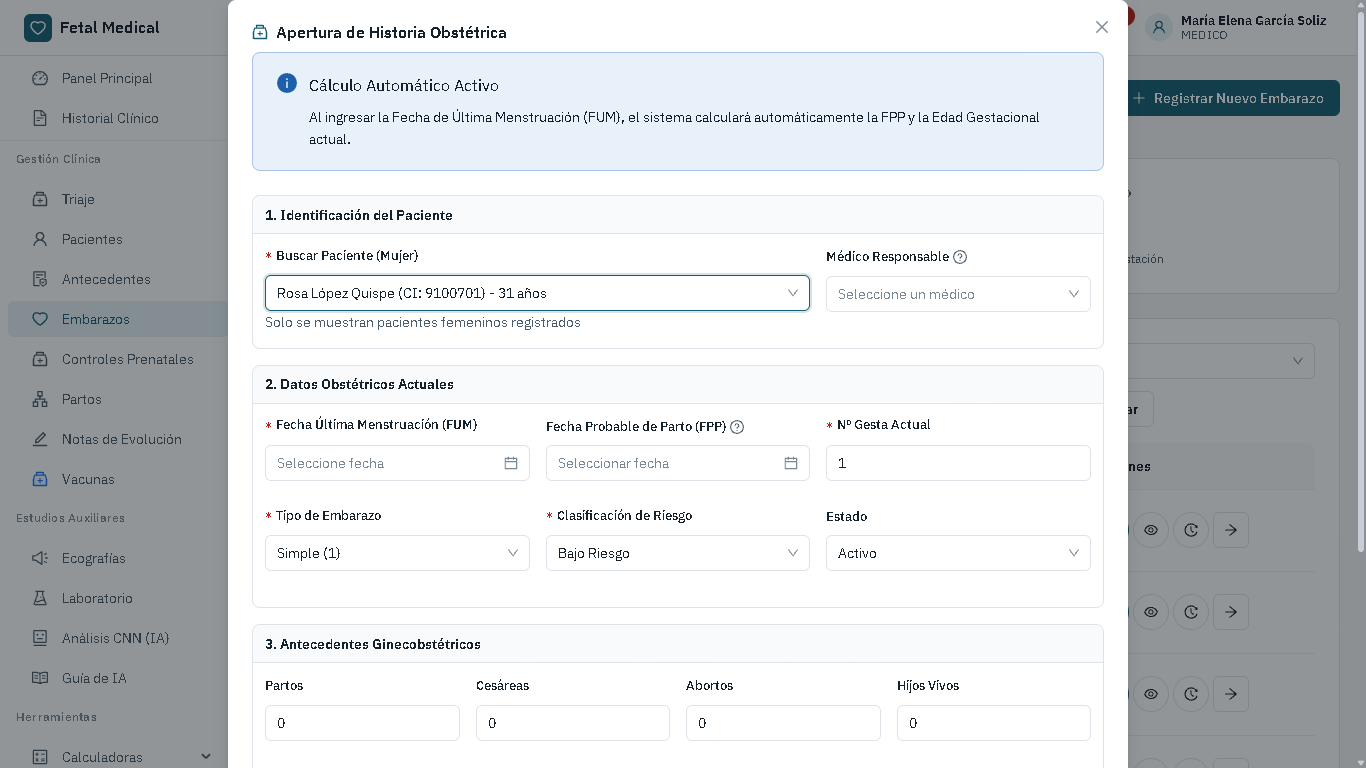 Fetal Medical
Panel Principal
Historial Clínico
Gestión Clínica
Triaje
Pacientes
Antecedentes
Embarazos
Controles Prenatales
Partos
Notas de Evolución
Vacunas
Estudios Auxiliares
Ecografías
Laboratorio
Análisis CNN (IA)
Guía de IA
Herramientas
Calculadoras
Apertura de Historia Obstétrica
Cálculo Automático Activo
Al ingresar la Fecha de Última Menstruación (FUM), el sistema calculará automáticamente la FPP y la Edad Gestacional
actual.
1. Identificación del Paciente
* Buscar Paciente (Mujer)
Médico Responsable
Rosa López Quispe (CI: 9100701) - 31 años
Seleccione un médico
Solo se muestran pacientes femeninos registrados
2. Datos Obstétricos Actuales
* Fecha Última Menstruación (FUM)
Fecha Probable de Parto (FPP)
* Nº Gesta Actual
Seleccione fecha
Seleccionar fecha
1
* Tipo de Embarazo
* Clasificación de Riesgo
Estado
Simple (1)
Bajo Riesgo
Activo
3. Antecedentes Ginecobstétricos
Partos
Cesáreas
Abortos
Hijos Vivos
0
0
0
0
María Elena García Soliz
MEDICO
+ Registrar Nuevo Embarazo
stación
ar
nes